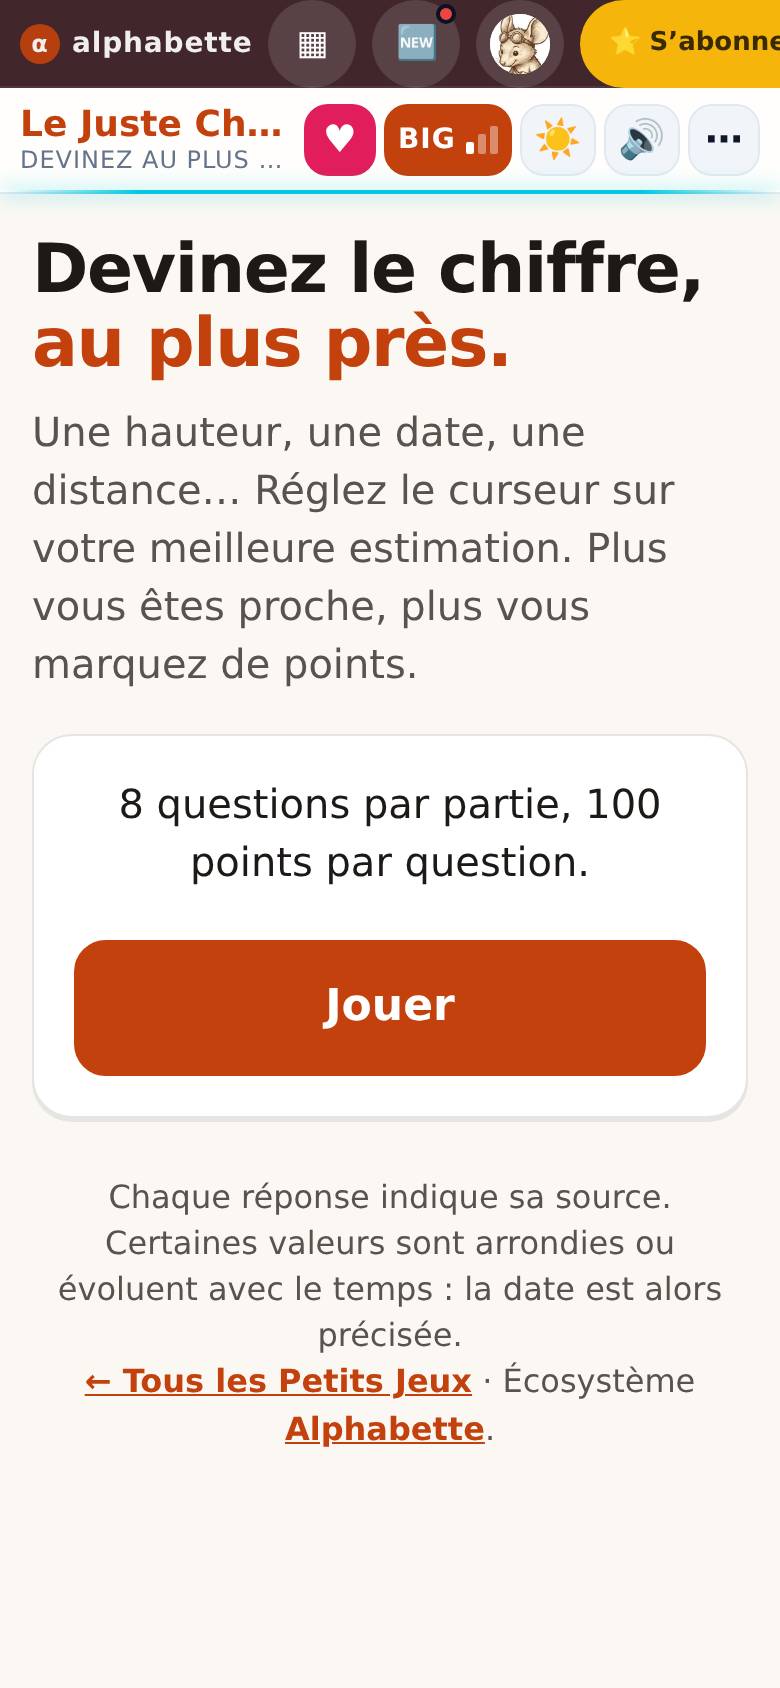 α alphabette
NEW
⭐ S’abonne
Le Juste Ch…
DEVINEZ AU PLUS …
BIG
Devinez le chiffre,
au plus près.
Une hauteur, une date, une
distance… Réglez le curseur sur
votre meilleure estimation. Plus
vous êtes proche, plus vous
marquez de points.
8 questions par partie, 100
points par question.
Jouer
Chaque réponse indique sa source.
Certaines valeurs sont arrondies ou
évoluent avec le temps : la date est alors
précisée.
← Tous les Petits Jeux · Écosystème
Alphabette.